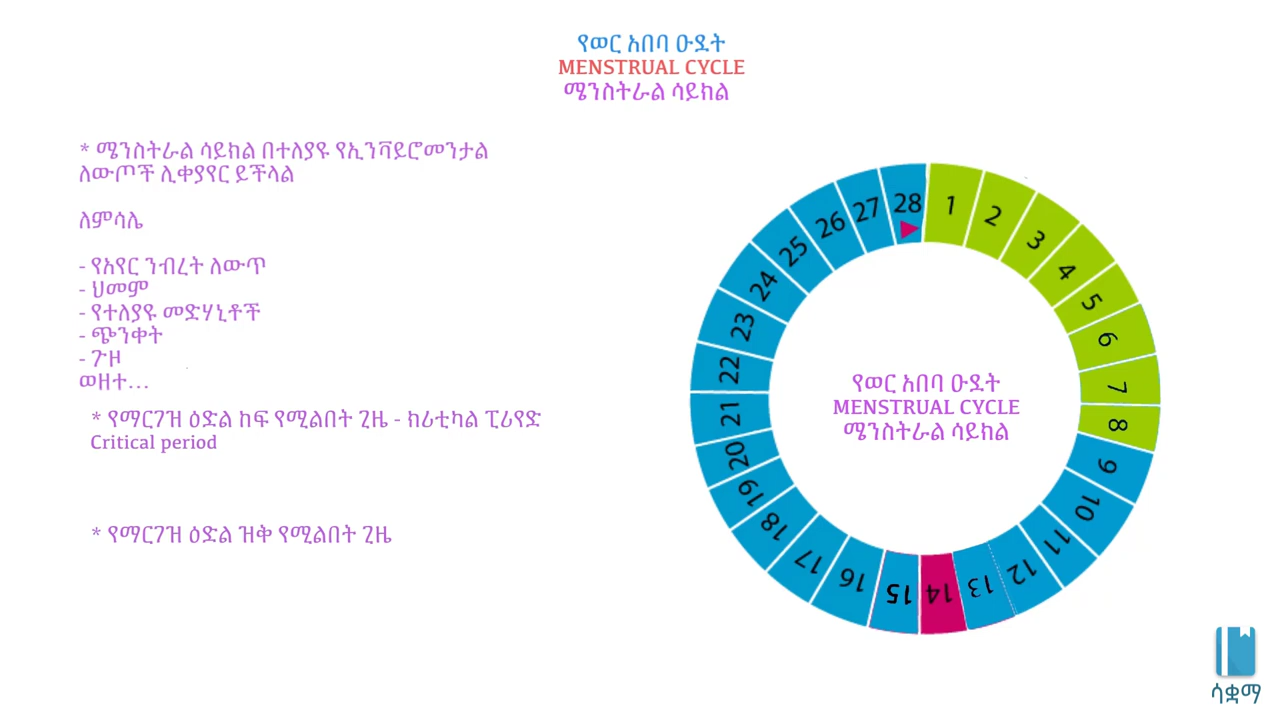 የወር አበባ ዑደት
MENSTRUAL CYCLE
ሜንስትራል ሳይክል
* ሜንስትራል ሳይክል በተለያዩ የኢንቫይሮመንታል
ለውጦች ሊቀያየር ይችላል
ለምሳሌ
- የአየር ንብረት ለውጥ
- ህመም
- የተለያዩ መድሃኒቶች
- ጭንቀት
- ጉዞ
ወዘተ...
* የማርገዝ ዕድል ከፍ የሚልበት ጊዜ - ክሪቲካል ፒሪየድ
Critical period
* የማርገዝ ዕድል ዝቅ የሚልበት ጊዜ
1
2
3
4
5
6
7
8
9
10
11
12
13
14
15
16
17
18
19
20
21
22
23
24
25
26
27
28
የወር አበባ ዑደት
MENSTRUAL CYCLE
ሜንስትራል ሳይክል
ሳቋማ